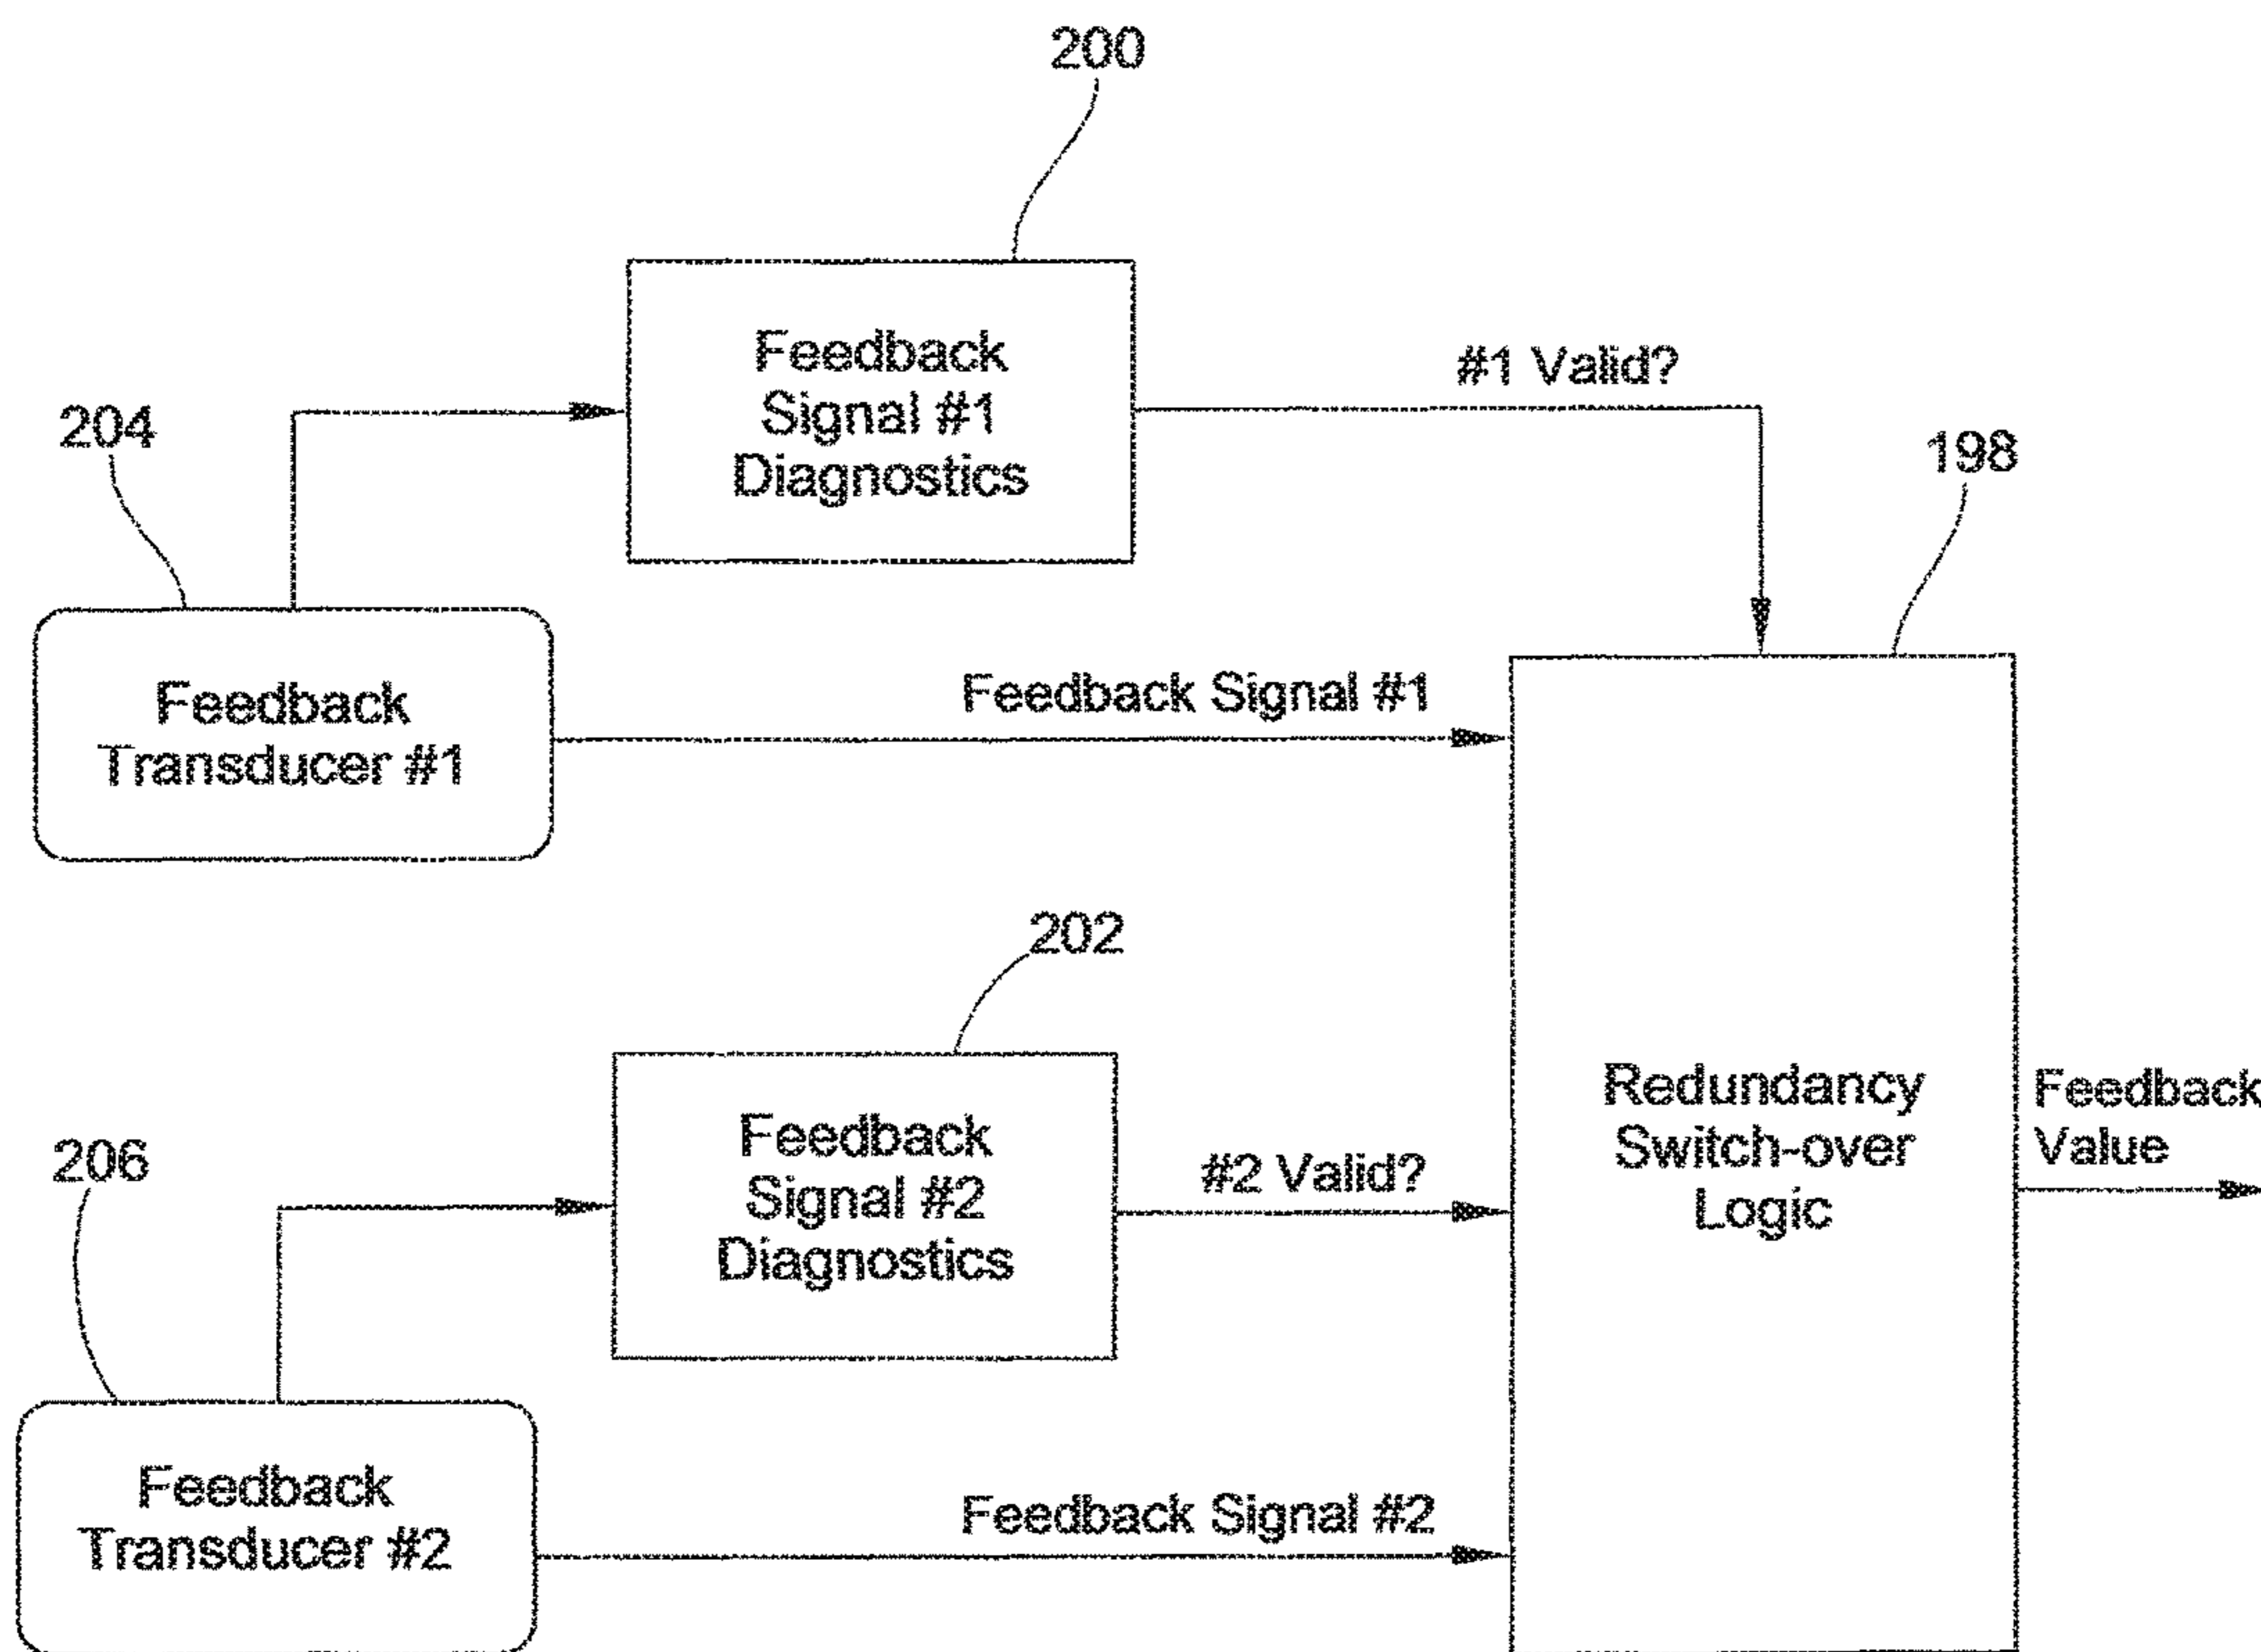 200
Feedback
Signal #1
Diagnostics
#1 Valid?
204
198
Feedback
Transducer #1
Feedback Signal #1
202
Feedback
Signal #2
Diagnostics
#2 Valid?
206
Redundancy
Switch-over
Logic
Feedback
Value
Feedback
Transducer #2
Feedback Signal #2